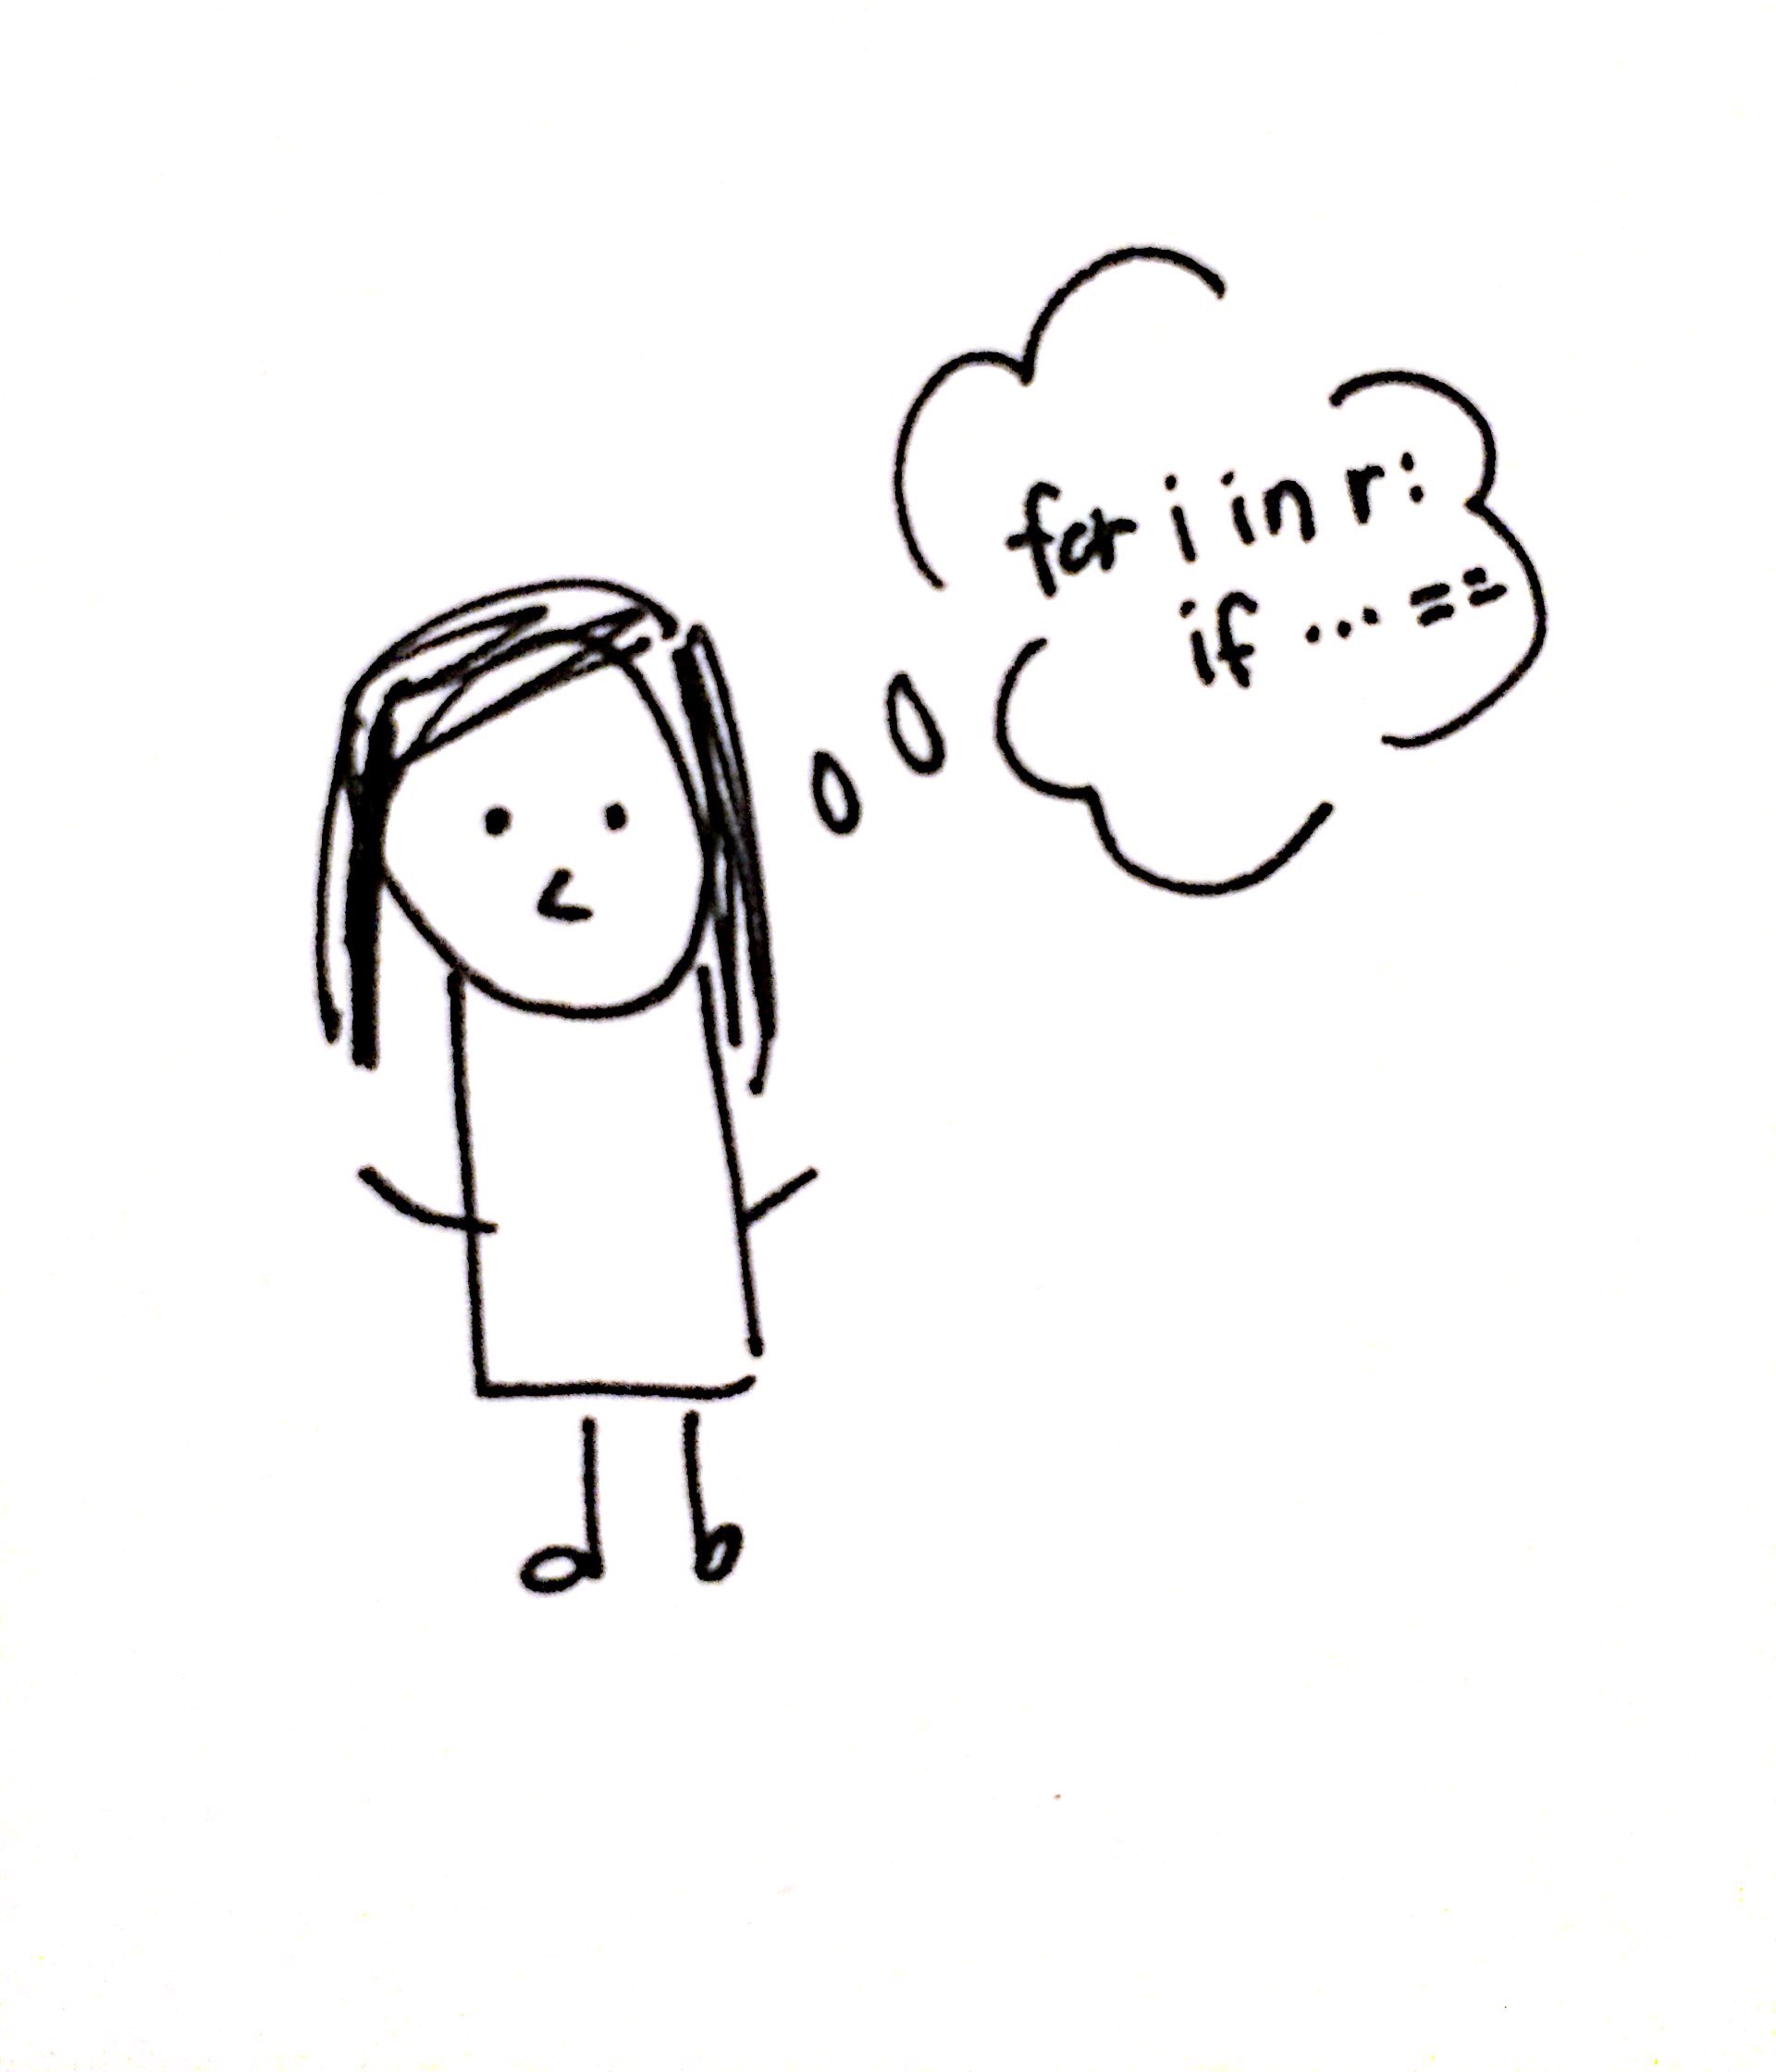 for i in r:
if ... ==